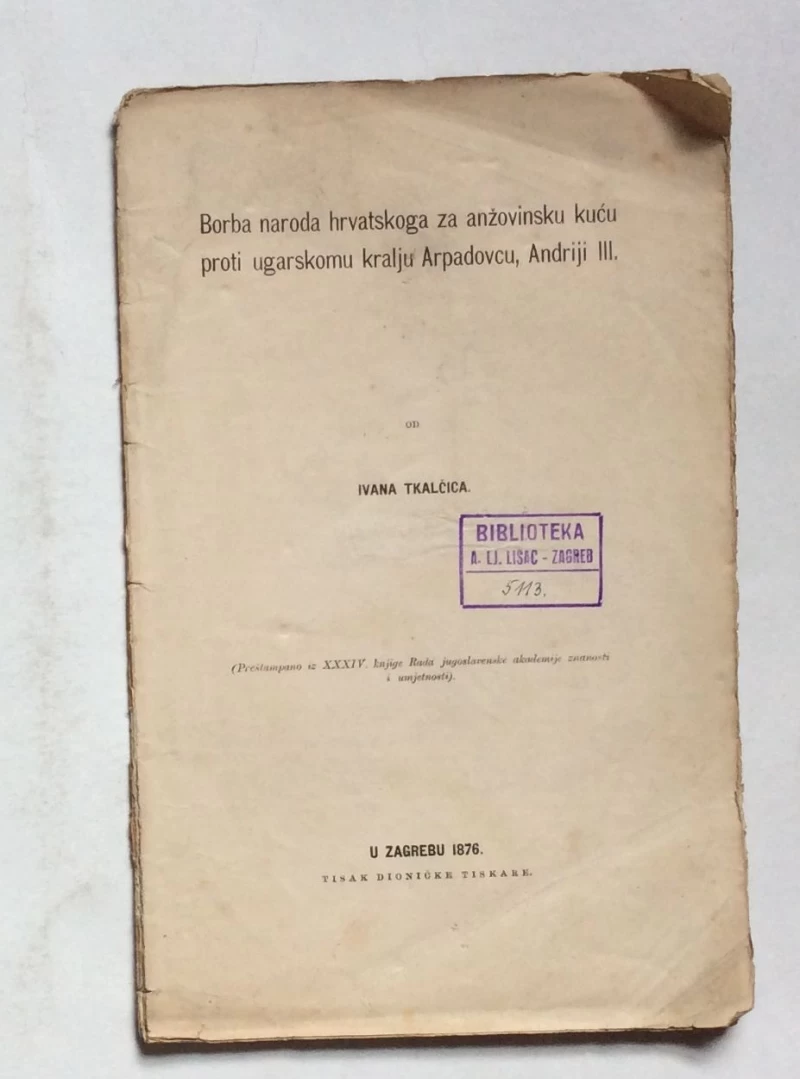 Borba naroda hrvatskoga za anžovinsku kuću
proti ugarskomu kralju Arpadovcu, Andriji III.
OD
IVANA TKALČIĆA.
BIBLIOTEKA
A. LJ. LISAC - ZAGREB
5113.
(Preštampano iz XXXIV. knjige Rada jugoslavenske akademije znanosti
i umjetnosti).
U ZAGREBU 1876.
TISAK DIONIČKE TISKARE.